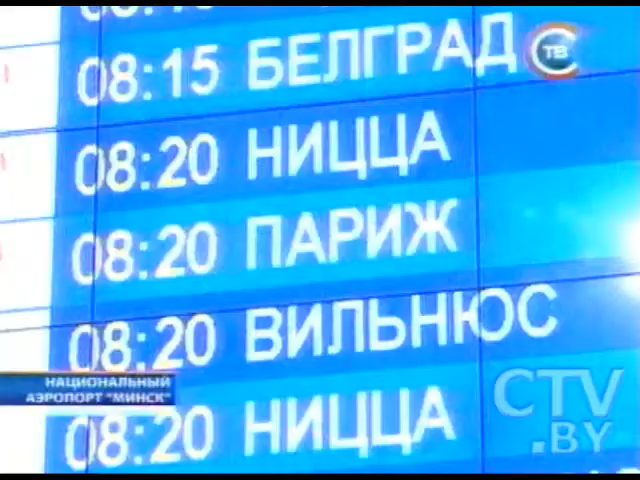 08:15 БЕЛГРАД
СТВ
08:20 НИЦЦА
08:20 ПАРИЖ
08:20 ВИЛЬНЮС
НАЦИОНАЛЬНЫЙ
АЭРОПОРТ "МИНСК"
08:20 НИЦЦА
CTV
.BY